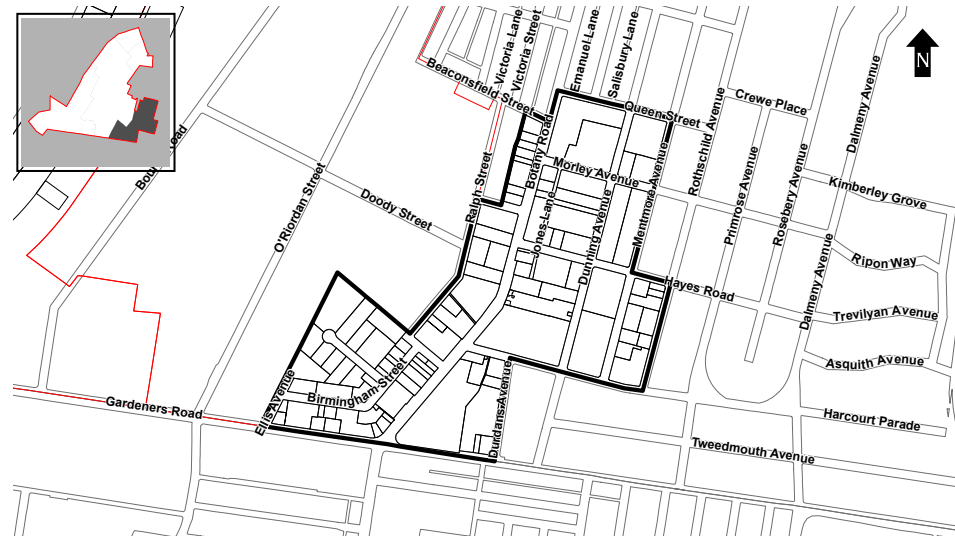 Victoria Lane
Victoria Street
Emanuel Lane
Salisbury Lane
N
Beaconsfield Street
Queen Street
Crewe Place
Dalmeny Avenue
Botany Road
Rothschild Avenue
Morley Avenue
Mentmore Avenue
Primrose Avenue
Rosebery Avenue
Kimberley Grove
O'Riordan Street
Doody Street
Ralph Street
Jones Lane
Dunning Avenue
Ripon Way
Hayes Road
Dalmeny Avenue
Trevilyan Avenue
Asquith Avenue
Birmingham Street
Ellis Avenue
Gardeners Road
Durdans Avenue
Harcourt Parade
Tweedmouth Avenue